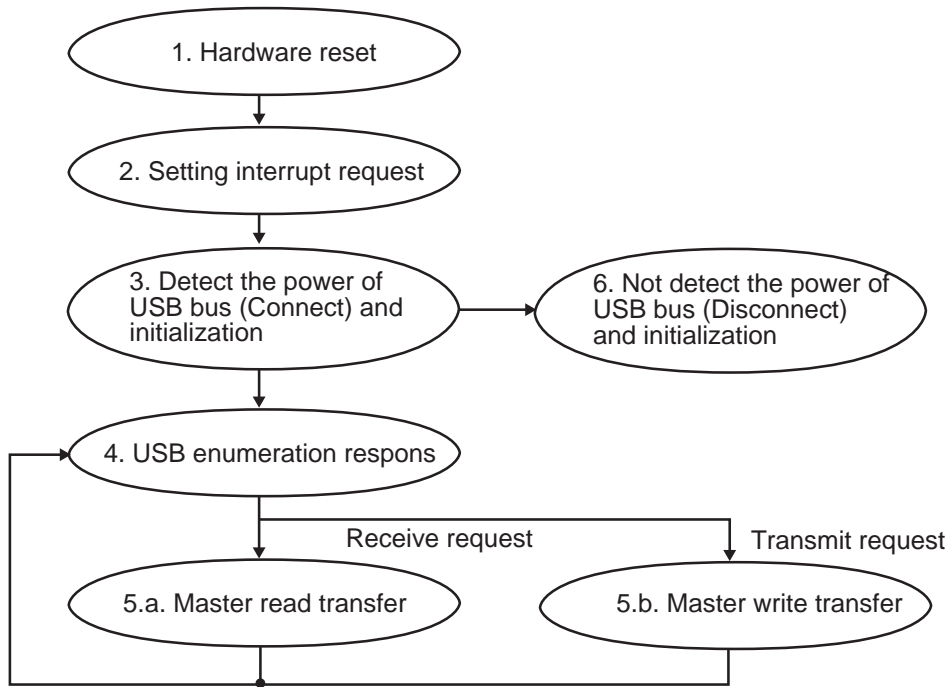 1. Hardware reset
2. Setting interrupt request
3. Detect the power of
USB bus (Connect) and
initialization
6. Not detect the power of
USB bus (Disconnect)
and initialization
4. USB enumeration respons
Receive request
Transmit request
5.a. Master read transfer
5.b. Master write transfer